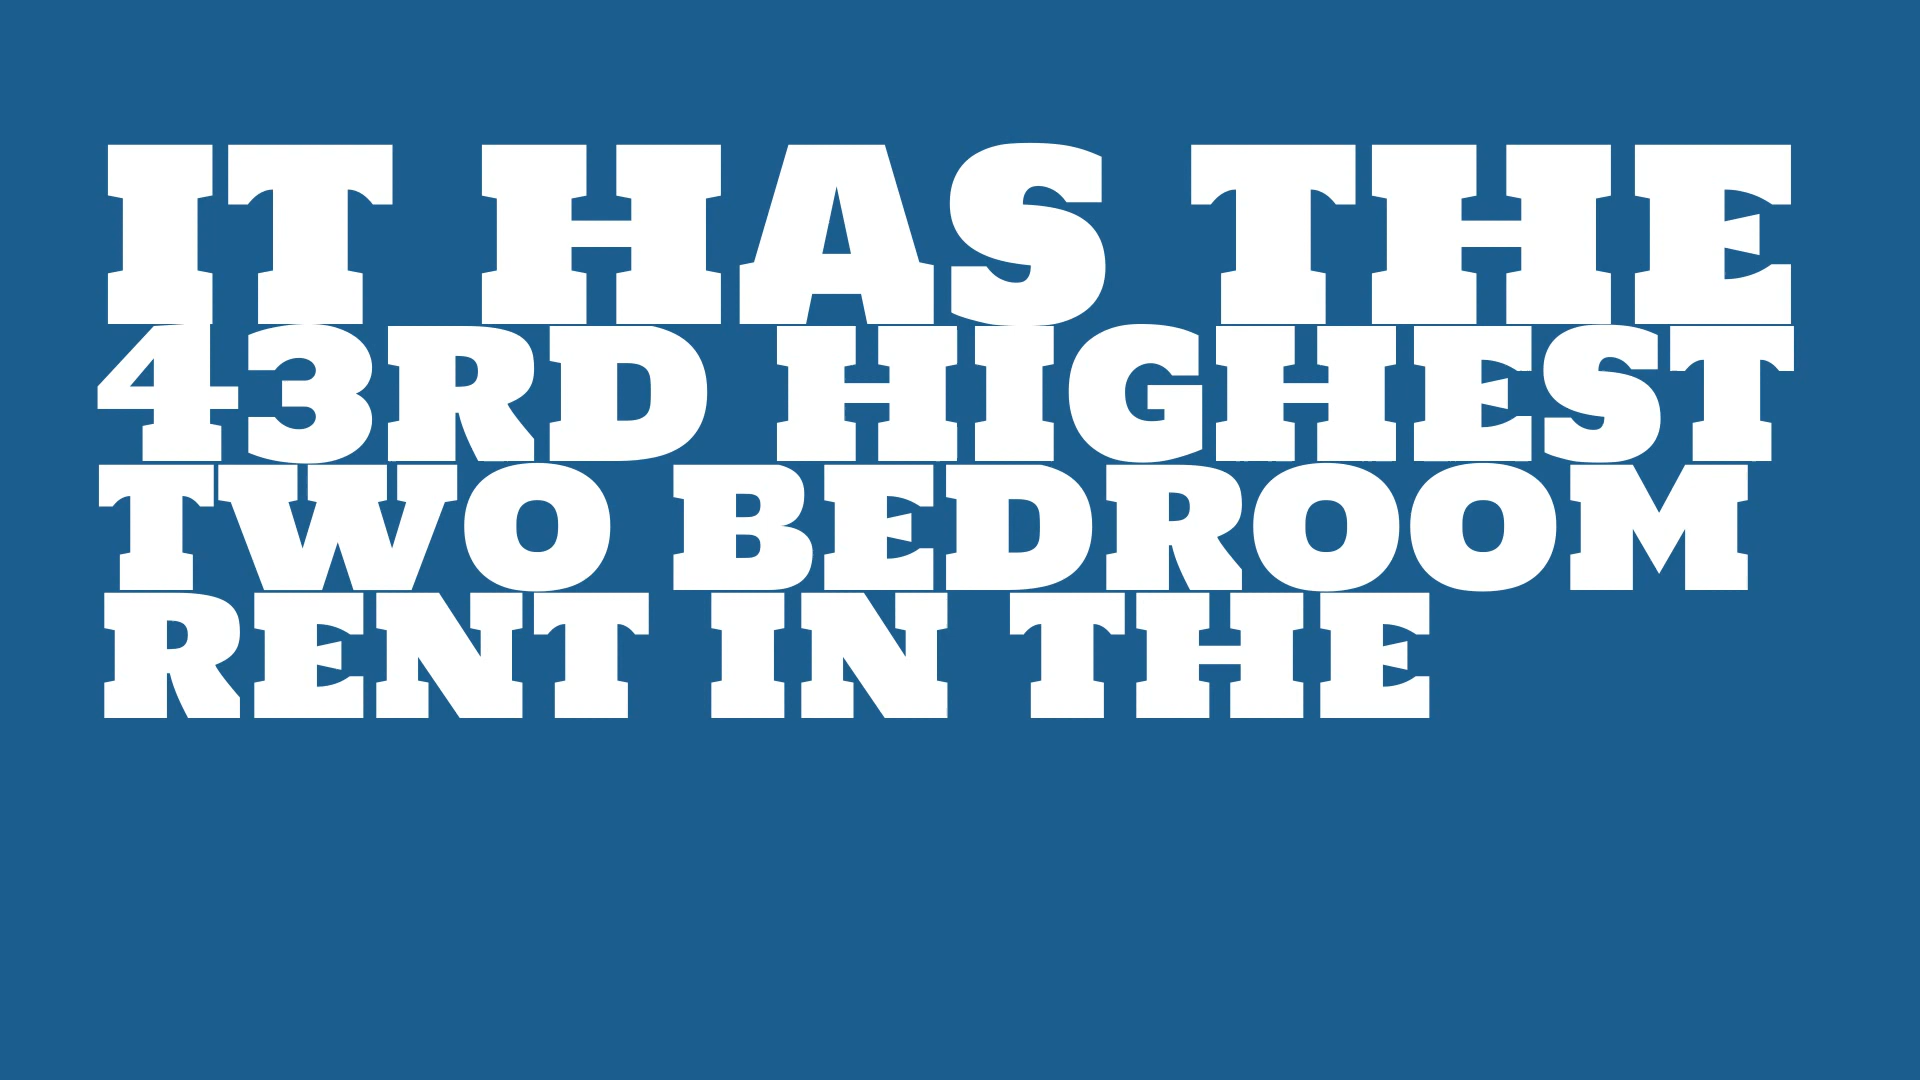 IT HAS THE
43RD HIGHEST
TWO BEDROOM
RENT IN THE